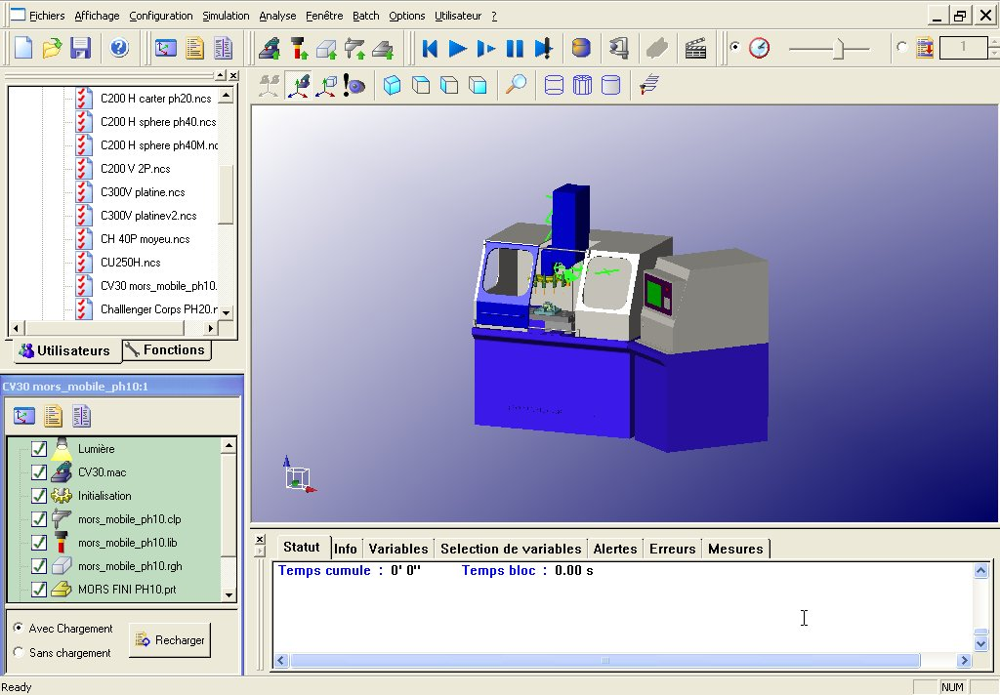 Fichiers Affichage Configuration Simulation Analyse Fenêtre Batch Options Utilisateur ?
1
C200 H carter ph20.ncs
C200 H sphere ph40.ncs
C200 H sphere ph40M.nc
C200 V 2P.ncs
C300V platine.ncs
C300V platinev2.ncs
CH 40P moyeu.ncs
CU250H.ncs
CV30 mors_mobile_ph10.
Challlenger Corps PH20.r
Utilisateurs Fonctions
CV30 mors_mobile_ph10:1
Lumière
CV30.mac
Initialisation
mors_mobile_ph10.clp
mors_mobile_ph10.lib
mors_mobile_ph10.rgh
MORS FINI PH10.prt
Avec Chargement
Sans chargement
Recharger
Statut Info Variables Selection de variables Alertes Erreurs Mesures
Temps cumule : 0' 0" Temps bloc : 0.00 s
Ready NUM